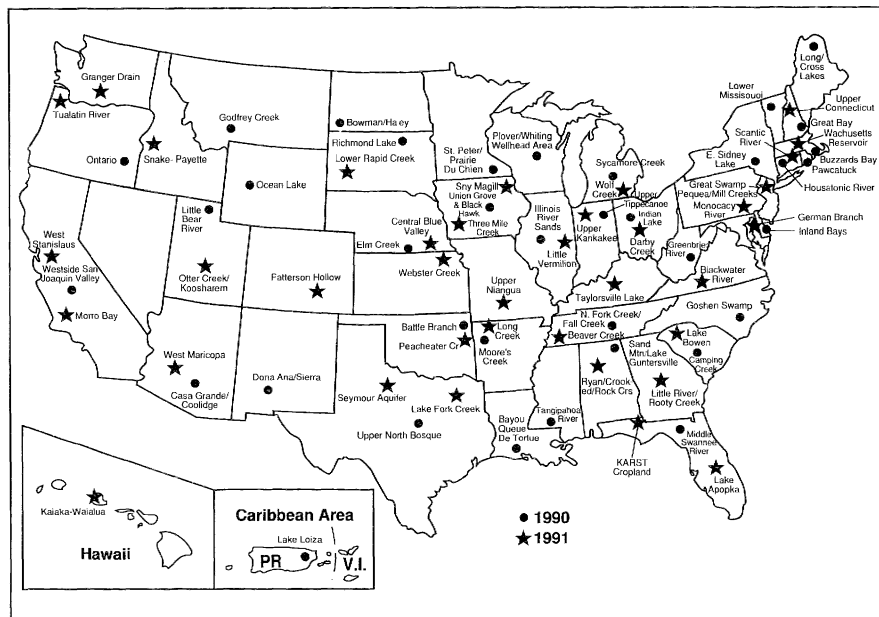 Granger Drain
Tualatin River
Snake- Payette
Ontario
Godfrey Creek
Ocean Lake
Bowman/Haley
Richmond Lake
Lower Rapid Creek
St. Peter/
Prairie
Du Chien
Plover/Whiting
Wellhead Area
Sycamore Creek
Wolf
Creek
Upper
Tippecanoe
Indian
Lake
Upper
Kankakee
Darby
Creek
Sny Magill
Union Grove
& Black
Hawk
Three Mile
Creek
Illinois
River
Sands
Little
Vermilion
Central Blue
Valley
Elm Creek
Webster Creek
Little
Bear
River
Otter Creek/
Koosharem
Patterson Hollow
West
Stanislaus
Westside San
Joaquin Valley
Morro Bay
West Maricopa
Casa Grande/
Coolidge
Dona Ana/Sierra
Battle Branch
Peacheater Cr
Long
Creek
Moore's
Creek
Upper
Niangua
Seymour Aquifer
Lake Fork Creek
Upper North Bosque
Bayou
Queue
De Tortue
Tangipahoa
River
Taylorsville Lake
N. Fork Creek/
Fall Creek
Beaver Creek
Sand
Mtn/Lake
Guntersville
Ryan/Crook
ed/Rock Crs
Little River/
Rooty Creek
KARST
Cropland
Middle
Swannee
River
Lake
Apopka
Lake
Bowen
Camping
Creek
Goshen Swamp
Blackwater
River
Greenbrier
River
Long/
Cross
Lakes
Lower
Missisouoi
Upper
Connecticut
Great Bay
Scantic
River
Wachusetts
Reservoir
E. Sidney
Lake
Buzzards Bay
Pawcatuck
Housatonic River
Great Swamp
Pequea/Mill Creeks
Monocacy
River
German Branch
Inland Bays
Kaiaka-Waialua
Hawaii
Caribbean Area
Lake Loiza
PR
V.I.
1990
1991